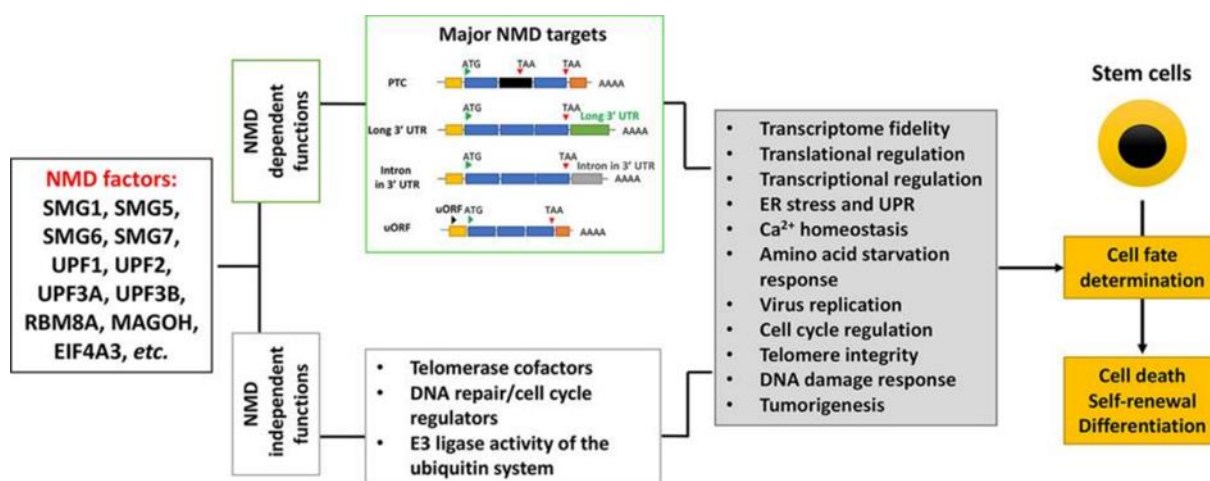 NMD factors:
SMG1, SMG5,
SMG6, SMG7,
UPF1, UPF2,
UPF3A, UPF3B,
RBM8A, MAGOH,
EIF4A3, etc.
NMD
dependent
functions
NMD
independent
functions
Major NMD targets
ATG TAA TAA
PTC AAAA
ATG TAA
Long 3' UTR Long 3' UTR AAAA
ATG TAA
Intron in 3' UTR
Intron
in 3' UTR AAAA
uORF ATG TAA
uORF AAAA
• Telomerase cofactors
• DNA repair/cell cycle
regulators
• E3 ligase activity of the
ubiquitin system
• Transcriptome fidelity
• Translational regulation
• Transcriptional regulation
• ER stress and UPR
• Ca²⁺ homeostasis
• Amino acid starvation
response
• Virus replication
• Cell cycle regulation
• Telomere integrity
• DNA damage response
• Tumorigenesis
Stem cells
Cell fate
determination
Cell death
Self-renewal
Differentiation